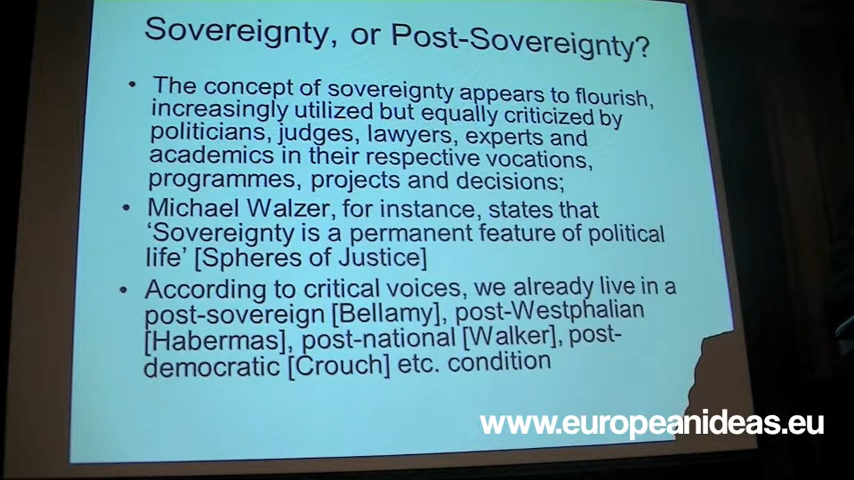 Sovereignty, or Post-Sovereignty?
• The concept of sovereignty appears to flourish,
increasingly utilized but equally criticized by
politicians, judges, lawyers, experts and
academics in their respective vocations,
programmes, projects and decisions;
• Michael Walzer, for instance, states that
‘Sovereignty is a permanent feature of political
life’ [Spheres of Justice]
• According to critical voices, we already live in a
post-sovereign [Bellamy], post-Westphalian
[Habermas], post-national [Walker], post-
democratic [Crouch] etc. condition
www.europeanideas.eu